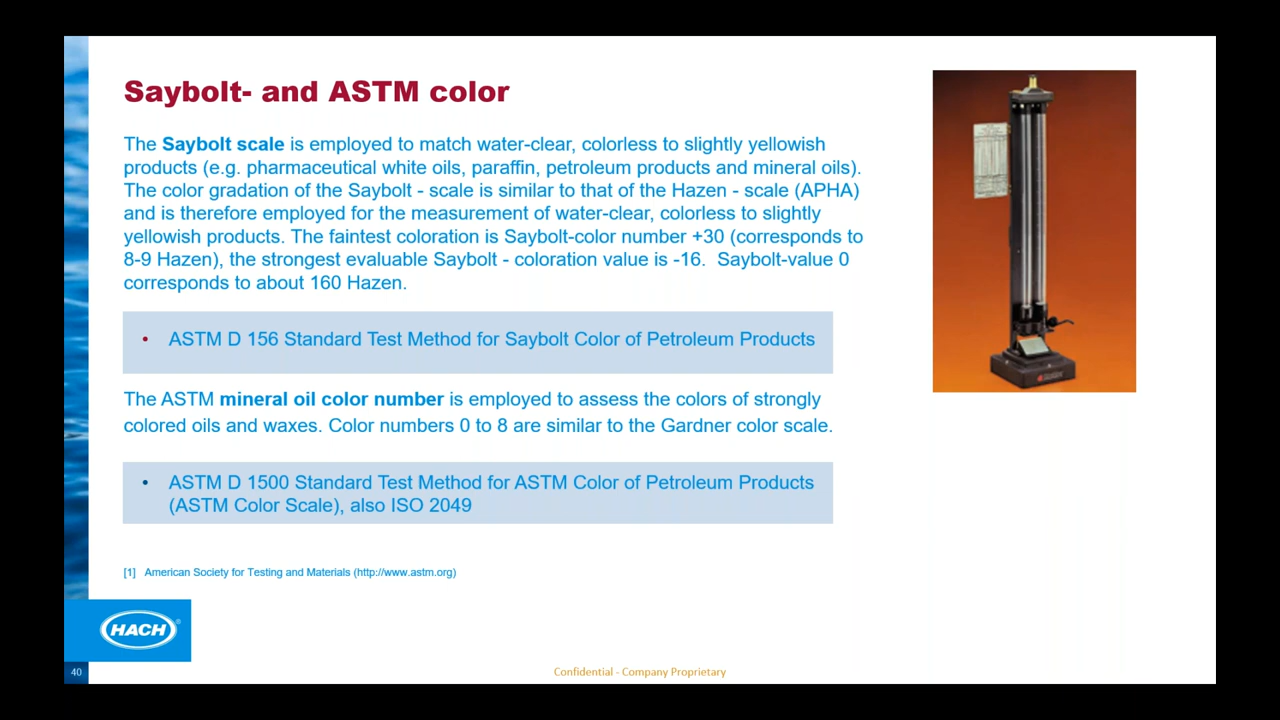 Saybolt- and ASTM color
The Saybolt scale is employed to match water-clear, colorless to slightly yellowish
products (e.g. pharmaceutical white oils, paraffin, petroleum products and mineral oils).
The color gradation of the Saybolt - scale is similar to that of the Hazen - scale (APHA)
and is therefore employed for the measurement of water-clear, colorless to slightly
yellowish products. The faintest coloration is Saybolt-color number +30 (corresponds to
8-9 Hazen), the strongest evaluable Saybolt - coloration value is -16. Saybolt-value 0
corresponds to about 160 Hazen.
• ASTM D 156 Standard Test Method for Saybolt Color of Petroleum Products
The ASTM mineral oil color number is employed to assess the colors of strongly
colored oils and waxes. Color numbers 0 to 8 are similar to the Gardner color scale.
• ASTM D 1500 Standard Test Method for ASTM Color of Petroleum Products
(ASTM Color Scale), also ISO 2049
[1] American Society for Testing and Materials (http://www.astm.org)
HACH®
40
Confidential - Company Proprietary